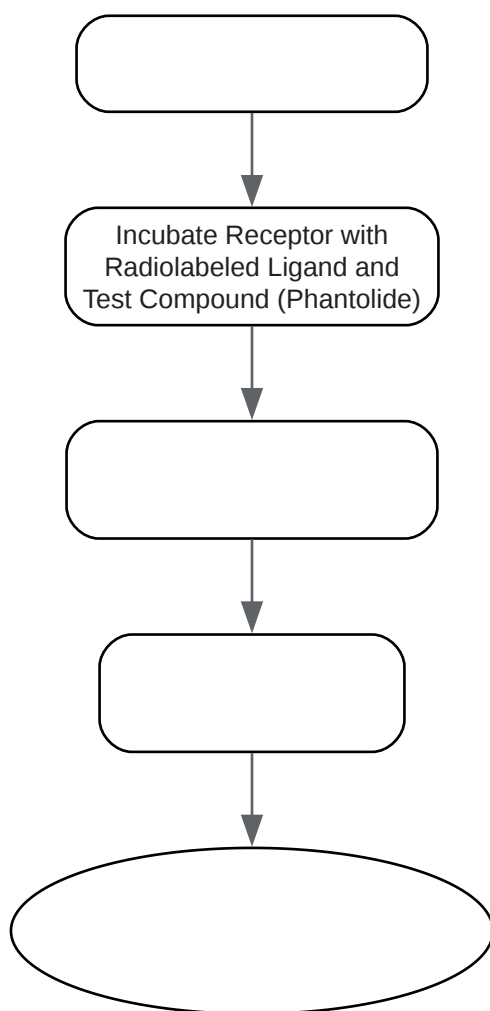 Incubate Receptor with
Radiolabeled Ligand and
Test Compound (Phantolide)